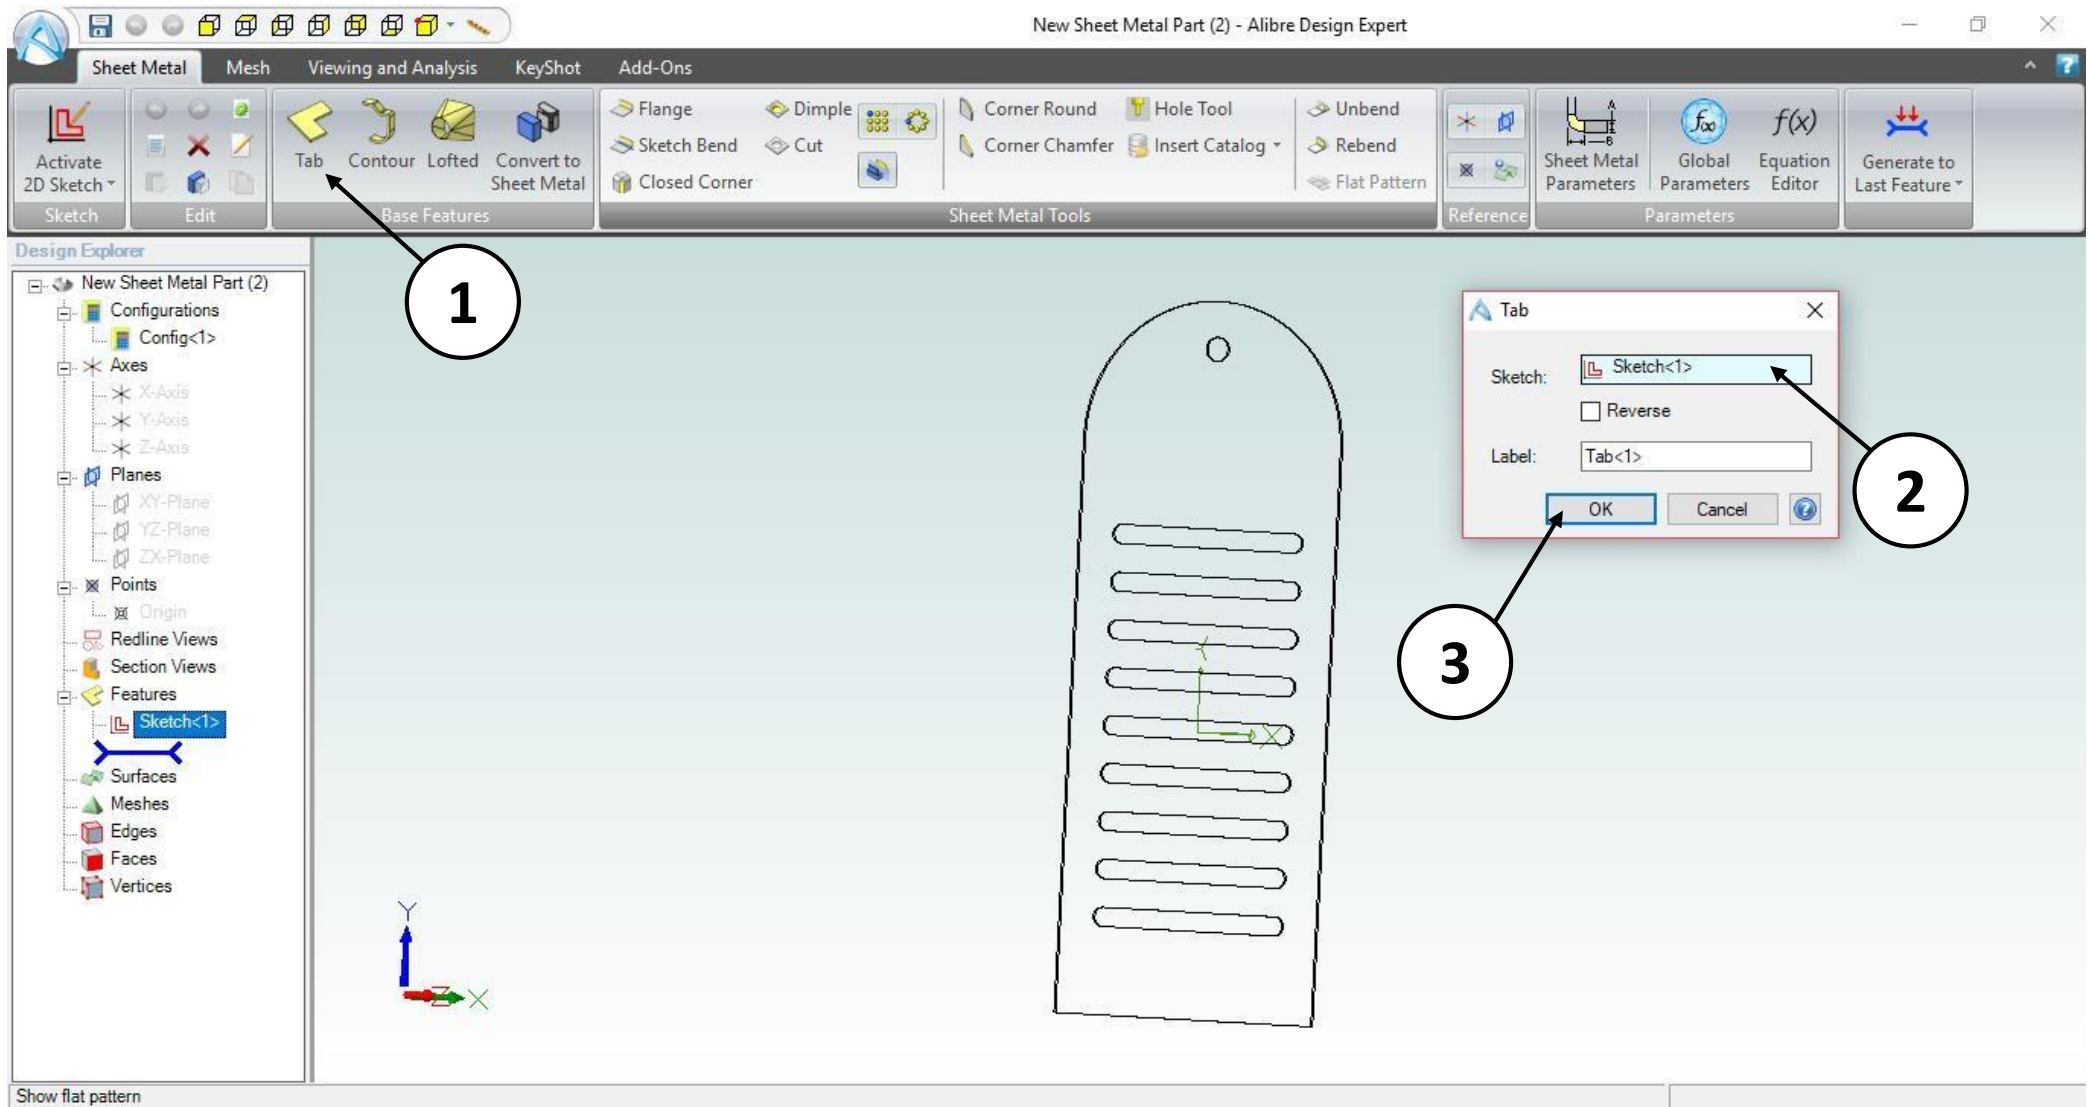 New Sheet Metal Part (2) - Alibre Design Expert
Sheet Metal Mesh Viewing and Analysis KeyShot Add-Ons
Activate
2D Sketch
Sketch
Edit
Tab
Contour
Lofted
Convert to
Sheet Metal
Base Features
Flange
Sketch Bend
Closed Corner
Dimple
Cut
Corner Round
Corner Chamfer
Hole Tool
Insert Catalog
Unbend
Rebend
Flat Pattern
Sheet Metal Tools
Reference
A
B
Sheet Metal
Parameters
f∞
Global
Parameters
f(x)
Equation
Editor
Parameters
Generate to
Last Feature
?
Design Explorer
New Sheet Metal Part (2)
Configurations
Config<1>
Axes
X-Axis
Y-Axis
Z-Axis
Planes
XY-Plane
YZ-Plane
ZX-Plane
Points
Origin
Redline Views
Section Views
Features
Sketch<1>
Surfaces
Meshes
Edges
Faces
Vertices
1
Tab
Sketch: Sketch<1>
Reverse
Label: Tab<1>
OK Cancel ?
2
3
Y
X
Y
Z X
Show flat pattern